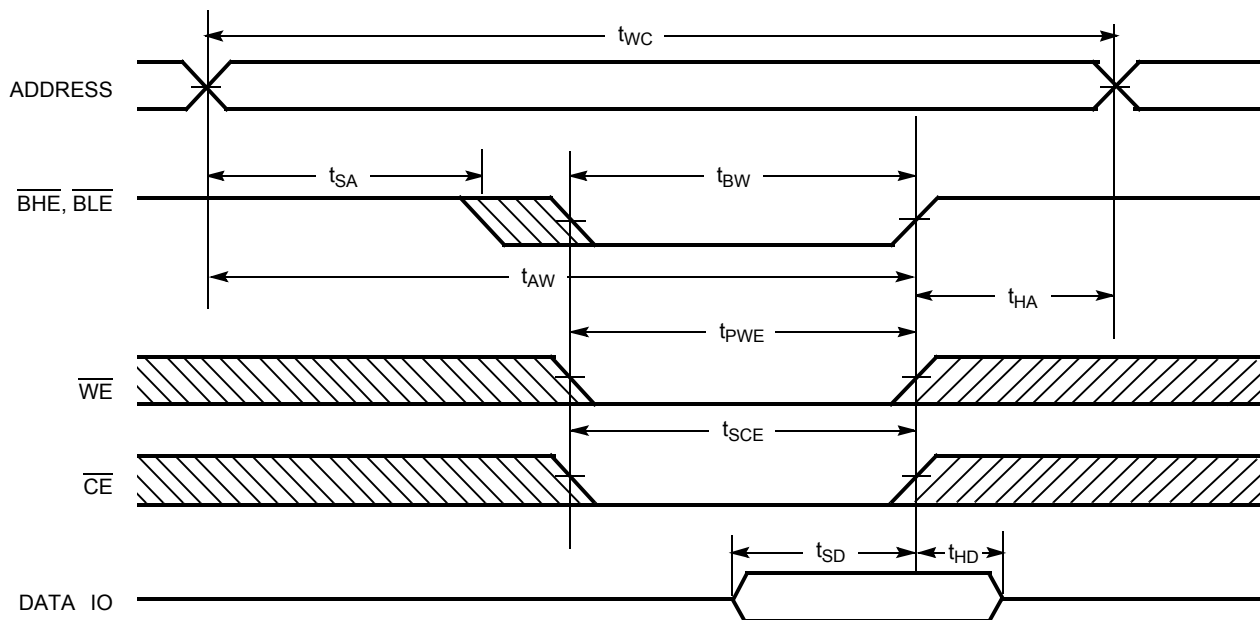 tWC
ADDRESS
tSA
tBW
BHE, BLE
tAW
tHA
tPWE
WE
tSCE
CE
tSD
tHD
DATA IO